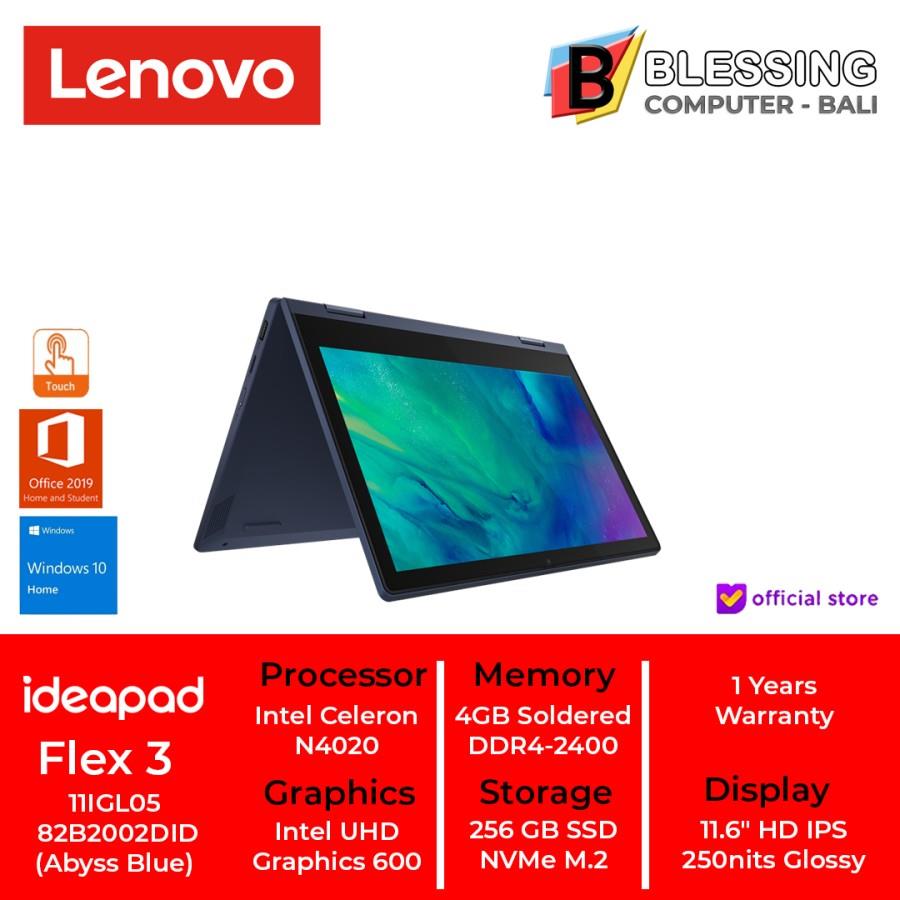 Lenovo
B
BLESSING
COMPUTER - BALI
Touch
Office 2019
Home and Student
Windows
Windows 10
Home
official store
ideapad
Flex 3
11IGL05
82B2002DID
(Abyss Blue)
Processor
Intel Celeron
N4020
Graphics
Intel UHD
Graphics 600
Memory
4GB Soldered
DDR4-2400
Storage
256 GB SSD
NVMe M.2
1 Years
Warranty
Display
11.6" HD IPS
250nits Glossy